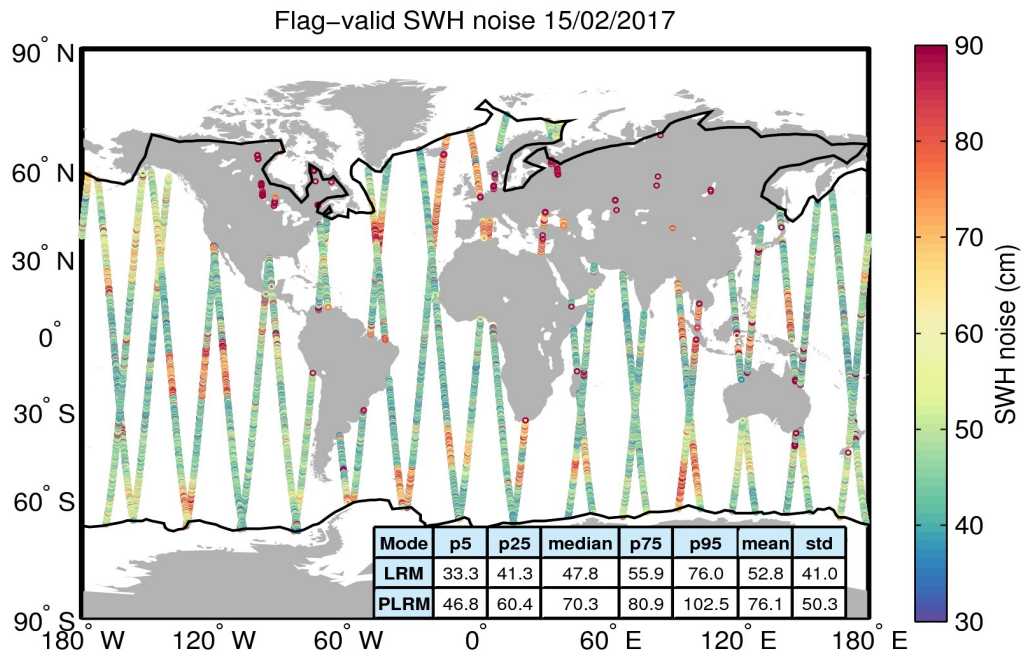 Flag−valid SWH noise 15/02/2017
90° N
60° N
30° N
0°
30° S
60° S
90° S
180° W
120° W
60° W
0°
60° E
120° E
180° E
Mode p5 p25 median p75 p95 mean std
LRM 33.3 41.3 47.8 55.9 76.0 52.8 41.0
PLRM 46.8 60.4 70.3 80.9 102.5 76.1 50.3
90
80
70
60
50
40
30
SWH noise (cm)